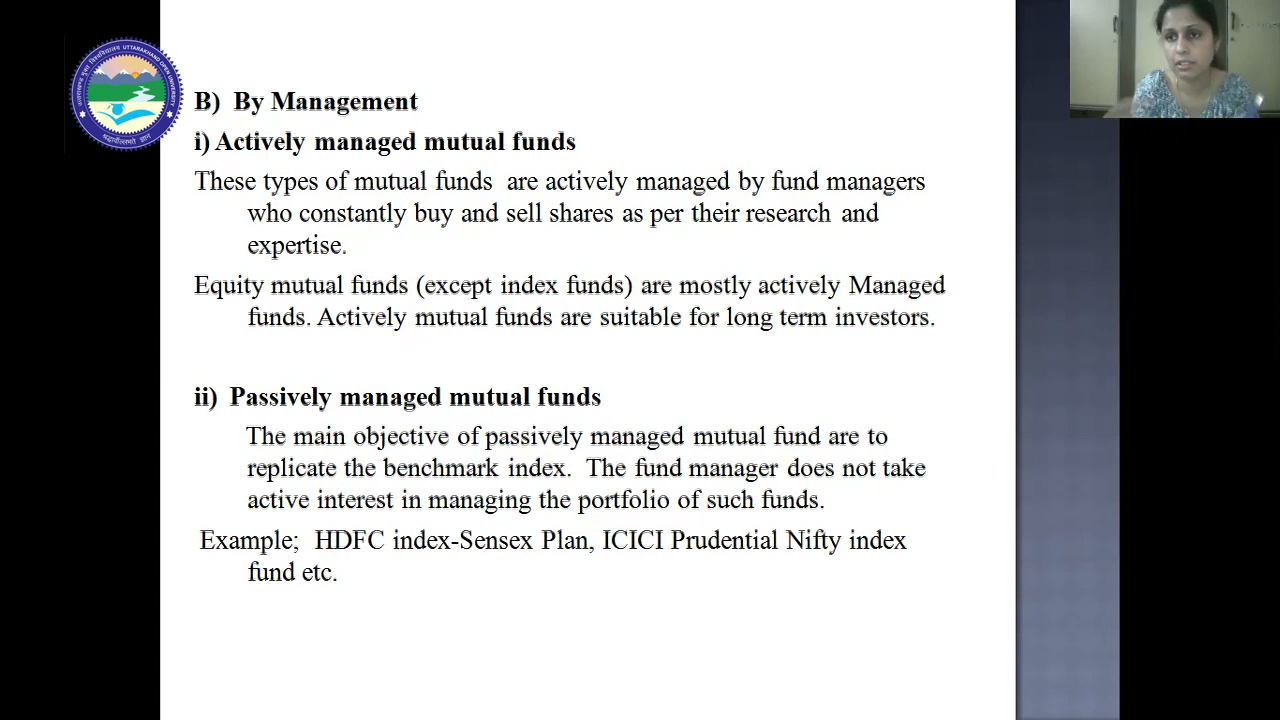 UTTARAKHAND OPEN UNIVERSITY
B) By Management
i) Actively managed mutual funds
These types of mutual funds are actively managed by fund managers
who constantly buy and sell shares as per their research and
expertise.
Equity mutual funds (except index funds) are mostly actively Managed
funds. Actively mutual funds are suitable for long term investors.
ii) Passively managed mutual funds
The main objective of passively managed mutual fund are to
replicate the benchmark index. The fund manager does not take
active interest in managing the portfolio of such funds.
Example; HDFC index-Sensex Plan, ICICI Prudential Nifty index
fund etc.